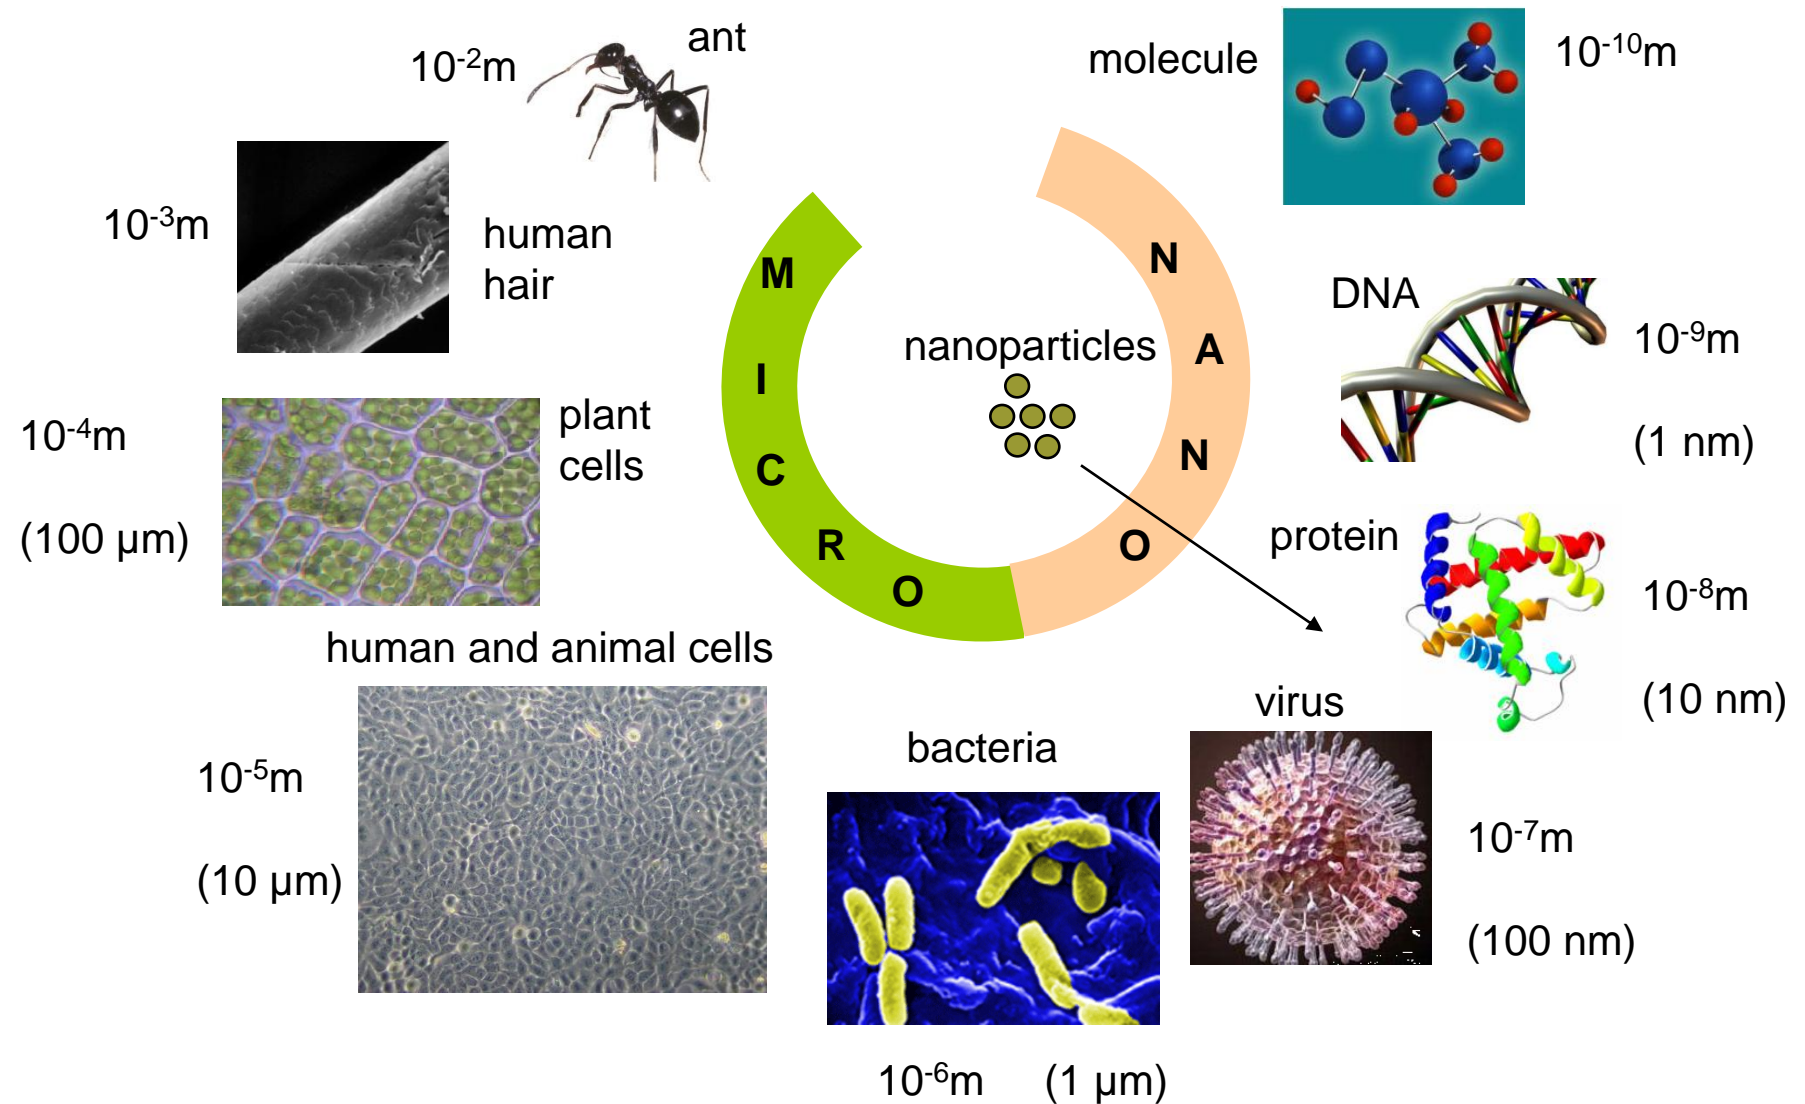 ant
10⁻²m
10⁻³m
human
hair
10⁻⁴m
(100 µm)
plant
cells
human and animal cells
10⁻⁵m
(10 µm)
bacteria
10⁻⁶m (1 µm)
virus
10⁻⁷m
(100 nm)
protein
10⁻⁸m
(10 nm)
DNA
10⁻⁹m
(1 nm)
molecule
10⁻¹⁰m
MICRO
NANO
nanoparticles